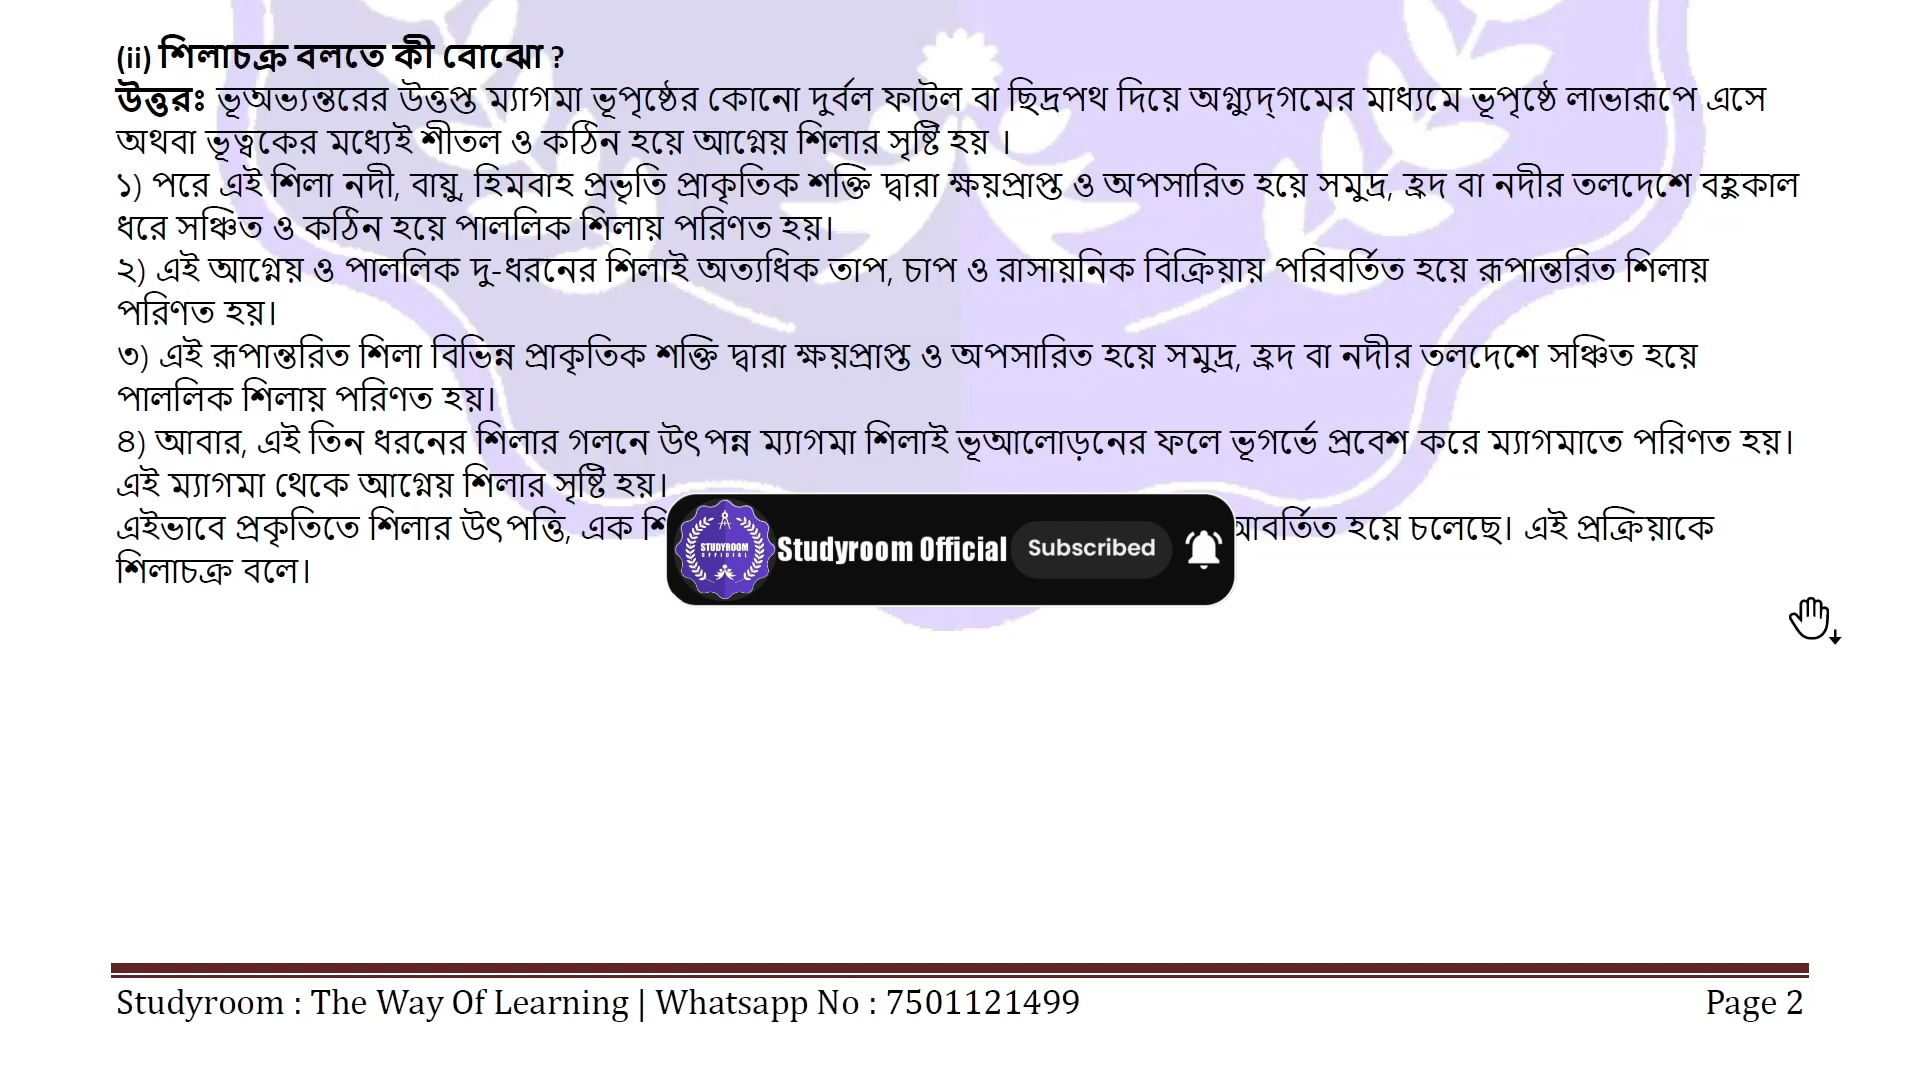 (ii) শিলাচক্র বলতে কী বোঝো ?
উত্তরঃ ভূঅভ্যন্তরের উত্তপ্ত ম্যাগমা ভূপৃষ্ঠের কোনো দুর্বল ফাটল বা ছিদ্রপথ দিয়ে অগ্ন্যুদ্‌গমের মাধ্যমে ভূপৃষ্ঠে লাভারূপে এসে
অথবা ভূত্বকের মধ্যেই শীতল ও কঠিন হয়ে আগ্নেয় শিলার সৃষ্টি হয় ।
১) পরে এই শিলা নদী, বায়ু, হিমবাহ প্রভৃতি প্রাকৃতিক শক্তি দ্বারা ক্ষয়প্রাপ্ত ও অপসারিত হয়ে সমুদ্র, হ্রদ বা নদীর তলদেশে বহুকাল
ধরে সঞ্চিত ও কঠিন হয়ে পাললিক শিলায় পরিণত হয়।
২) এই আগ্নেয় ও পাললিক দু-ধরনের শিলাই অত্যধিক তাপ, চাপ ও রাসায়নিক বিক্রিয়ায় পরিবর্তিত হয়ে রূপান্তরিত শিলায়
পরিণত হয়।
৩) এই রূপান্তরিত শিলা বিভিন্ন প্রাকৃতিক শক্তি দ্বারা ক্ষয়প্রাপ্ত ও অপসারিত হয়ে সমুদ্র, হ্রদ বা নদীর তলদেশে সঞ্চিত হয়ে
পাললিক শিলায় পরিণত হয়।
৪) আবার, এই তিন ধরনের শিলার গলনে উৎপন্ন ম্যাগমা শিলাই ভূআলোড়নের ফলে ভূগর্ভে প্রবেশ করে ম্যাগমাতে পরিণত হয়।
এই ম্যাগমা থেকে আগ্নেয় শিলার সৃষ্টি হয়।
এইভাবে প্রকৃতিতে শিলার উৎপত্তি, এক আবর্তিত হয়ে চলেছে। এই প্রক্রিয়াকে
শিলাচক্র বলে।
STUDYROOM
OFFICIAL
Studyroom Official Subscribed
Studyroom : The Way Of Learning | Whatsapp No : 7501121499 Page 2